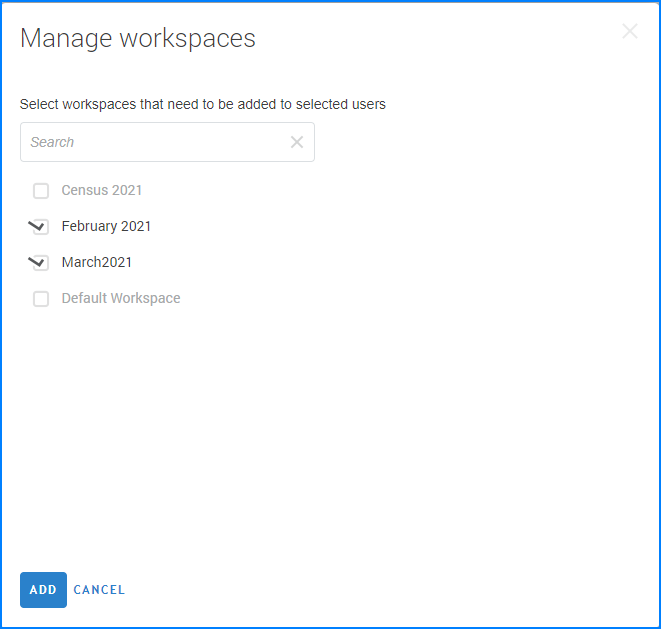 Manage workspaces
Select workspaces that need to be added to selected users
Search
Census 2021
February 2021
March2021
Default Workspace
ADD CANCEL